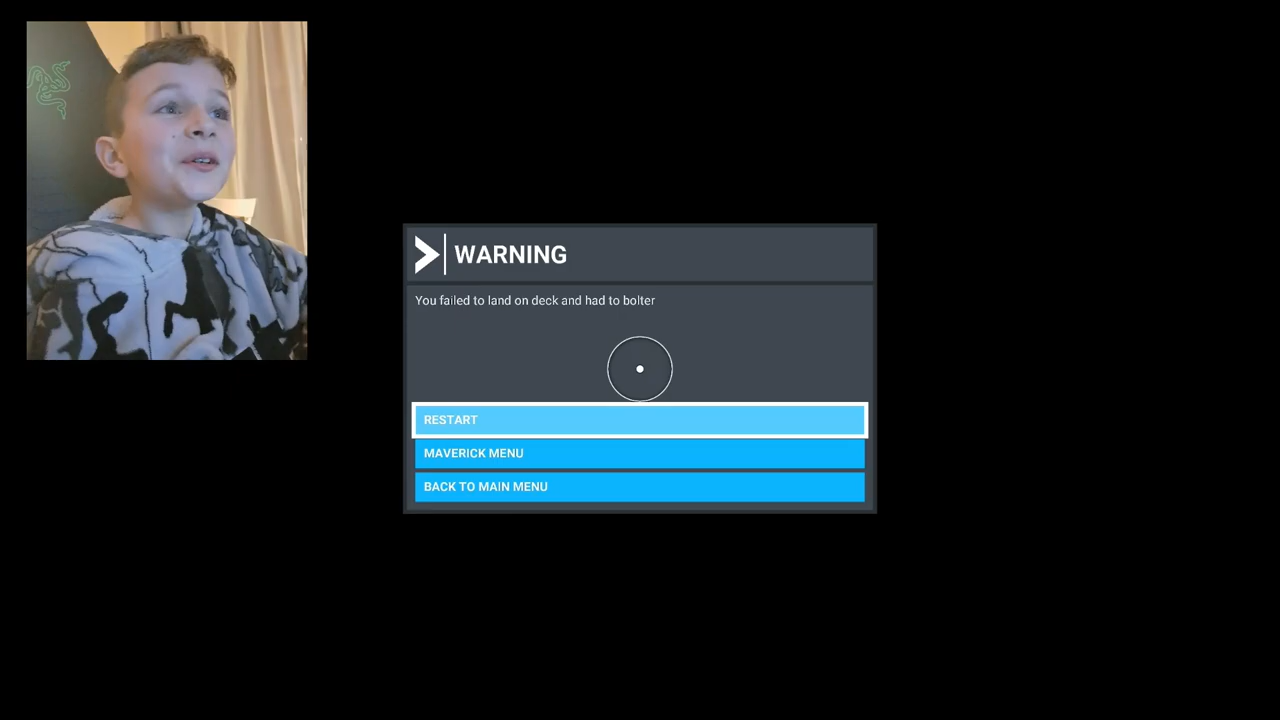 WARNING
You failed to land on deck and had to bolter
RESTART
MAVERICK MENU
BACK TO MAIN MENU